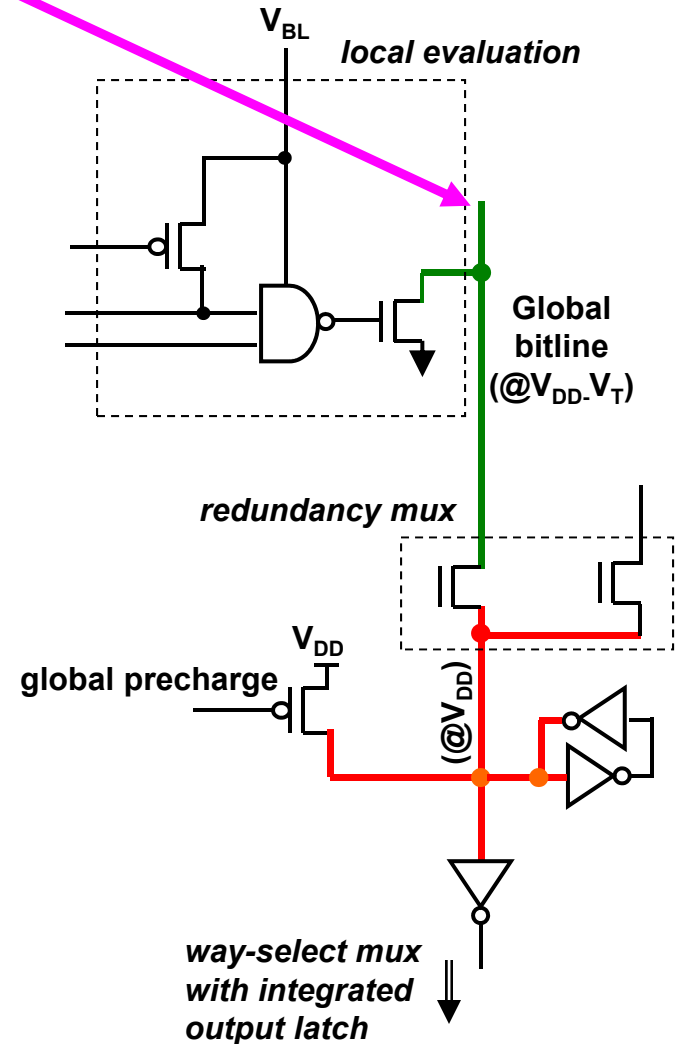 V_BL
local evaluation
Global
bitline
(@V_DD-V_T)
redundancy mux
V_DD
global precharge
(@V_DD)
way-select mux
with integrated
output latch